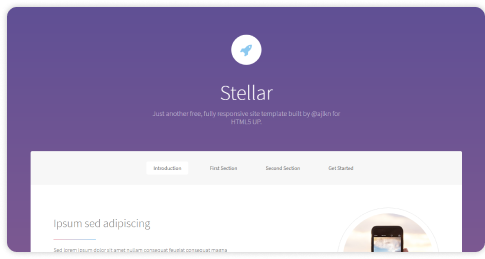 Stellar
Just another free, fully responsive site template built by @ajlkn for
HTML5 UP.
Introduction
First Section
Second Section
Get Started
Ipsum sed adipiscing
Sed lorem ipsum dolor sit amet nullam consequat feugiat consequat magna